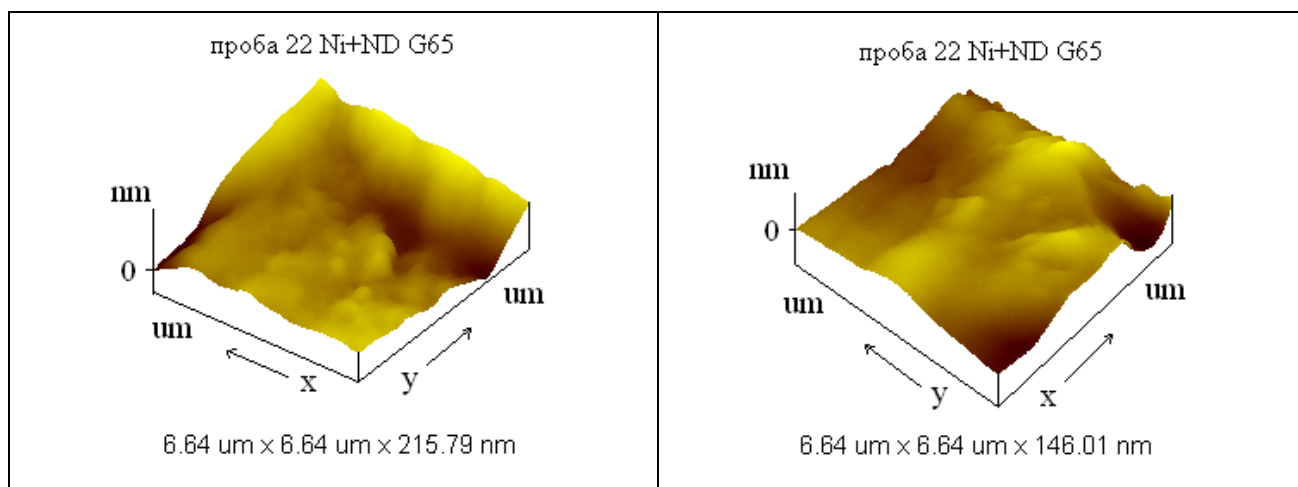 проба 22 Ni+ND G65
nm
0
um
x
y
um
6.64 um x 6.64 um x 215.79 nm
проба 22 Ni+ND G65
nm
0
um
y
x
um
6.64 um x 6.64 um x 146.01 nm